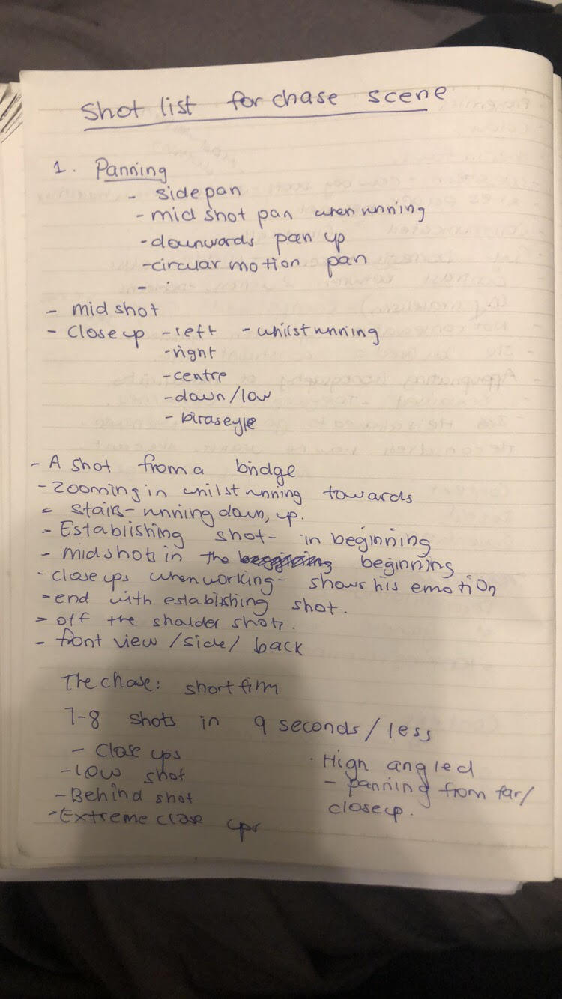 Shot list for chase scene
1. Panning
- side pan
- mid shot pan when running
- downwards pan up
- circular motion pan
-
- mid shot
- close up - left - whilst running
- right
- centre
- down/low
- birdseye
- A shot from a bridge
- zooming in whilst running towards
- stairs - running down, up.
- Establishing shot - in beginning
- midshots in the beginning
- close ups when working - shows his emotion
- end with establishing shot.
- off the sholder shots.
- front view / side / back
The chase: short film
7-8 shots in 9 seconds / less
- Close ups
- Low shot
- Behind shot
- Extreme close ups
· High angled
- panning from far/
closeup.